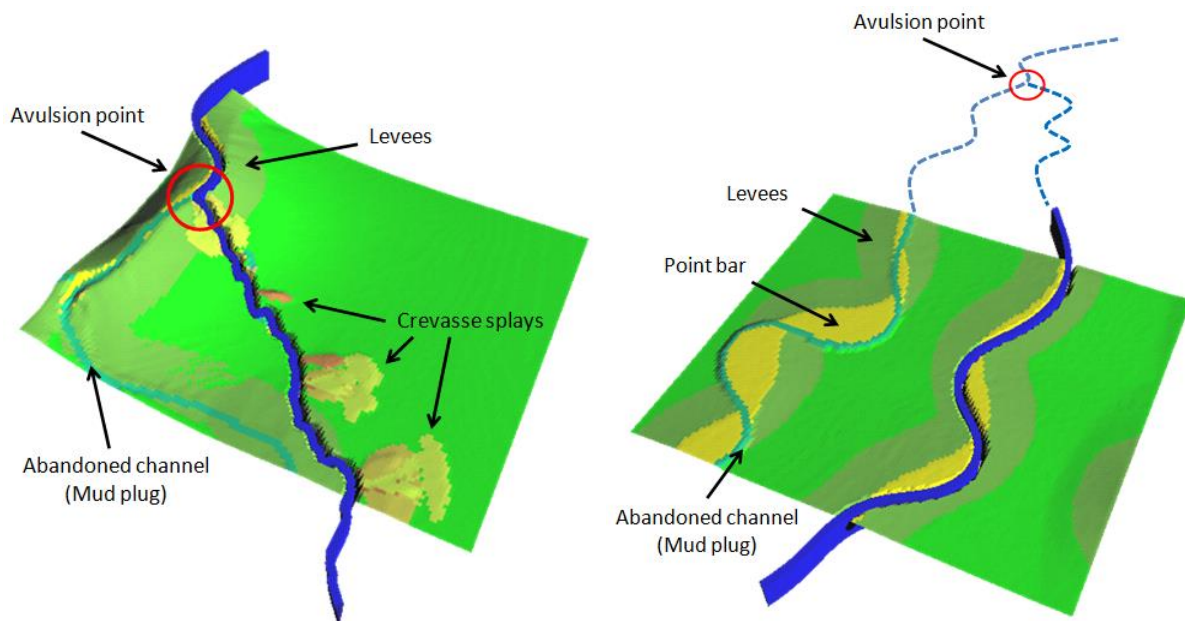 Avulsion point
Levees
Crevasse splays
Abandoned channel
(Mud plug)
Avulsion point
Levees
Point bar
Abandoned channel
(Mud plug)